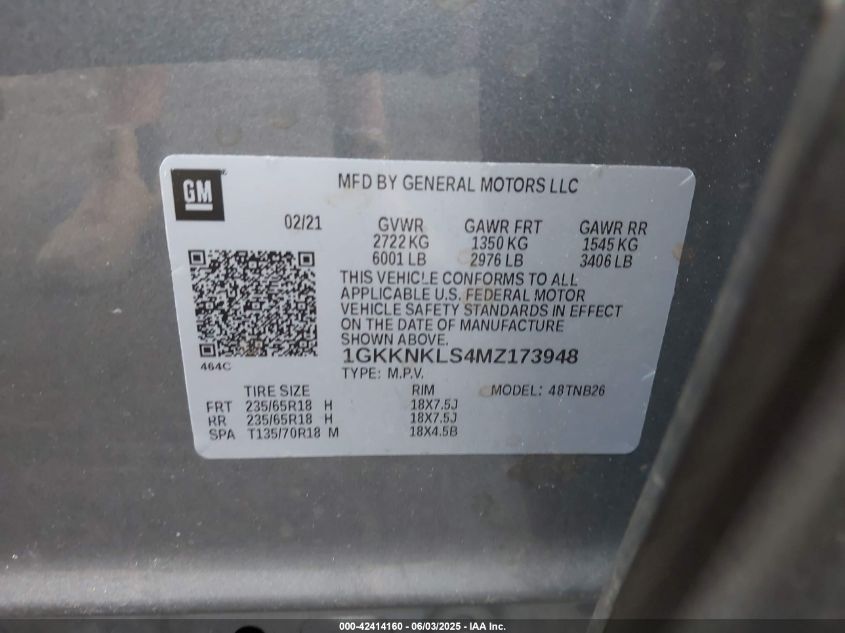 GM
MFD BY GENERAL MOTORS LLC
02/21 GVWR GAWR FRT GAWR RR
2722 KG 1350 KG 1545 KG
6001 LB 2976 LB 3406 LB
THIS VEHICLE CONFORMS TO ALL
APPLICABLE U.S. FEDERAL MOTOR
VEHICLE SAFETY STANDARDS IN EFFECT
ON THE DATE OF MANUFACTURE
SHOWN ABOVE.
1GKKNKLS4MZ173948
464C
TYPE: M.P.V.
TIRE SIZE RIM MODEL: 48TNB26
FRT 235/65R18 H 18X7.5J
RR 235/65R18 H 18X7.5J
SPA T135/70R18 M 18X4.5B
000-42414160 - 06/03/2025 - IAA Inc.